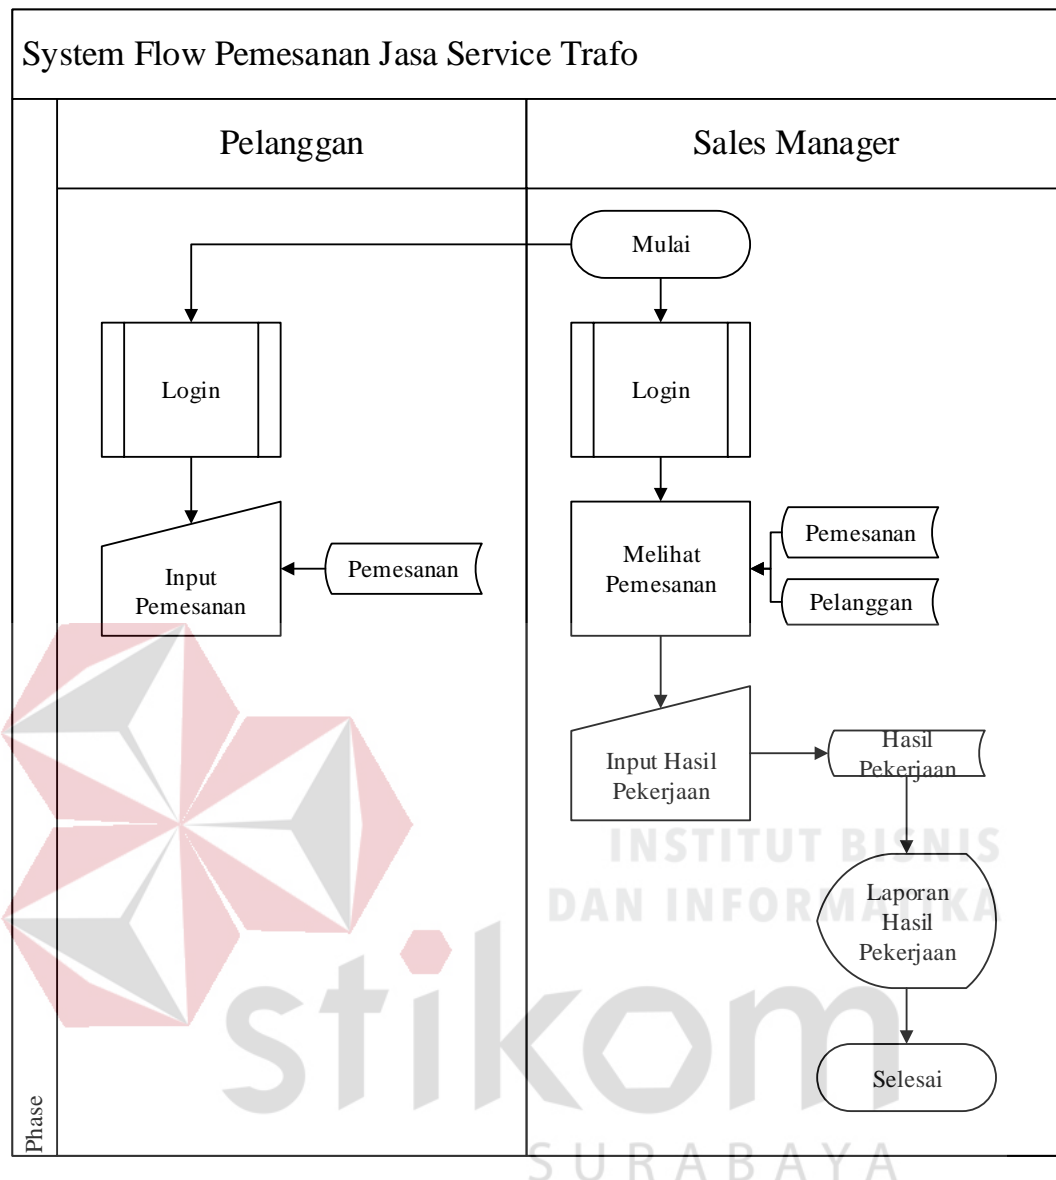 System Flow Pemesanan Jasa Service Trafo
Pelanggan
Sales Manager
Mulai
Login
Login
Input
Pemesanan
Pemesanan
Melihat
Pemesanan
Pemesanan
Pelanggan
Input Hasil
Pekerjaan
Hasil
Pekerjaan
Laporan
Hasil
Pekerjaan
Selesai
Phase
INSTITUT BISNIS
DAN INFORMATIKA
stikom
SURABAYA